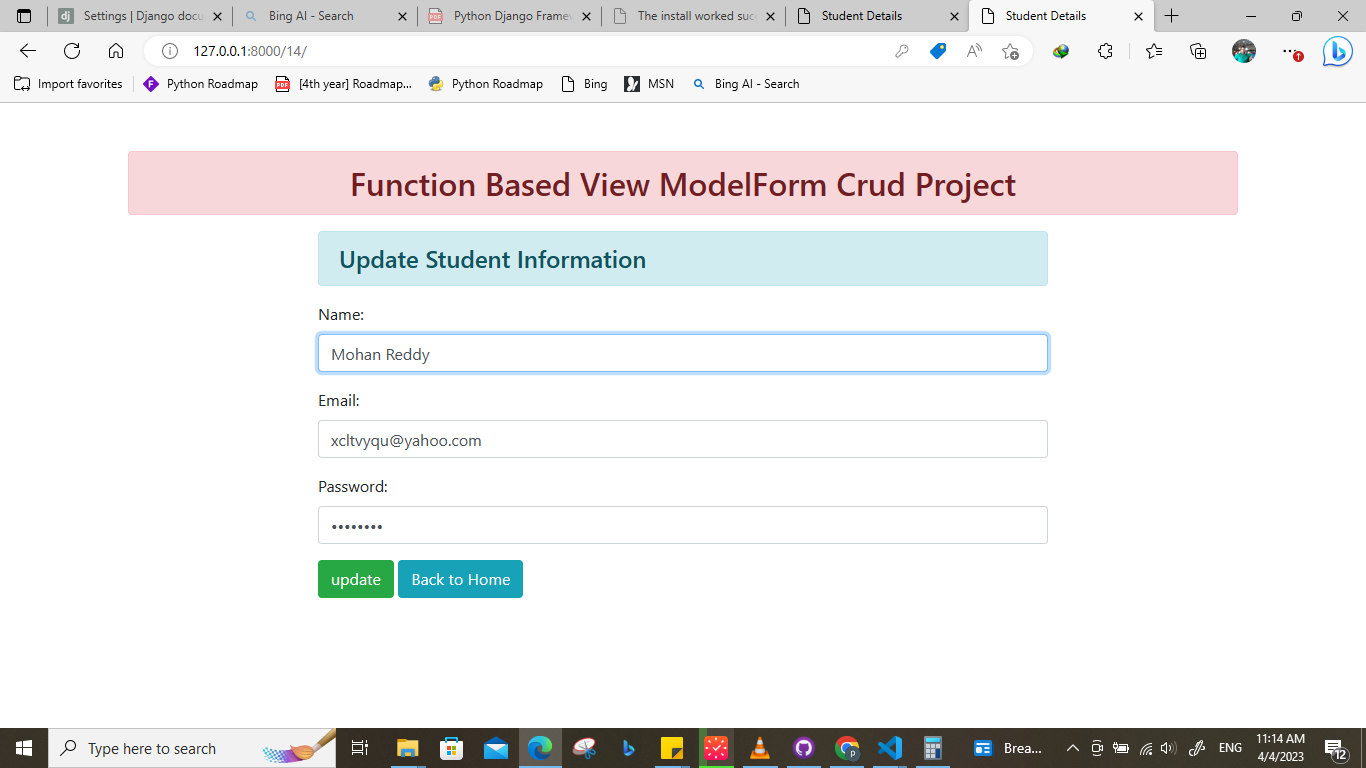 Settings | Django docu
Bing AI - Search
Python Django Frame
The install worked suc
Student Details
Student Details
127.0.0.1:8000/14/
Import favorites
Python Roadmap
[4th year] Roadmap...
Python Roadmap
Bing
MSN
Bing AI - Search
Function Based View ModelForm Crud Project
Update Student Information
Name:
Mohan Reddy
Email:
xcltvyqu@yahoo.com
Password:
••••••••
update
Back to Home
Type here to search
Brea...
ENG
11:14 AM
4/4/2023
12